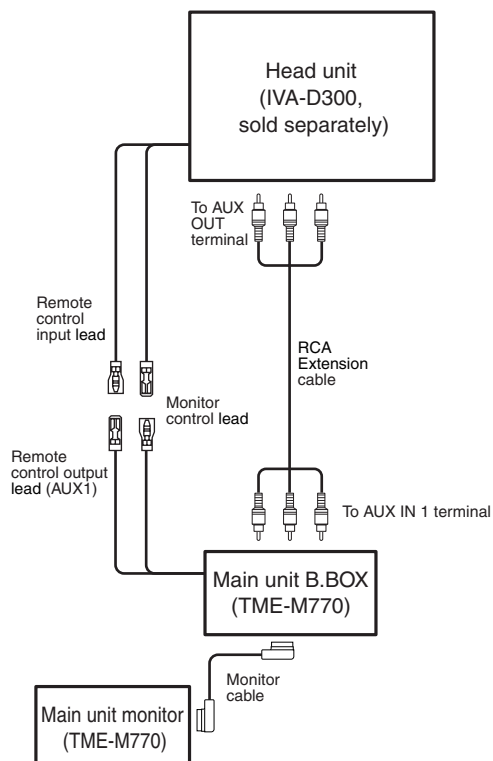 Head unit
(IVA-D300,
sold separately)
To AUX
OUT
terminal
Remote
control
input lead
RCA
Extension
cable
Monitor
control lead
Remote
control output
lead (AUX1)
To AUX IN 1 terminal
Main unit B.BOX
(TME-M770)
Monitor
cable
Main unit monitor
(TME-M770)